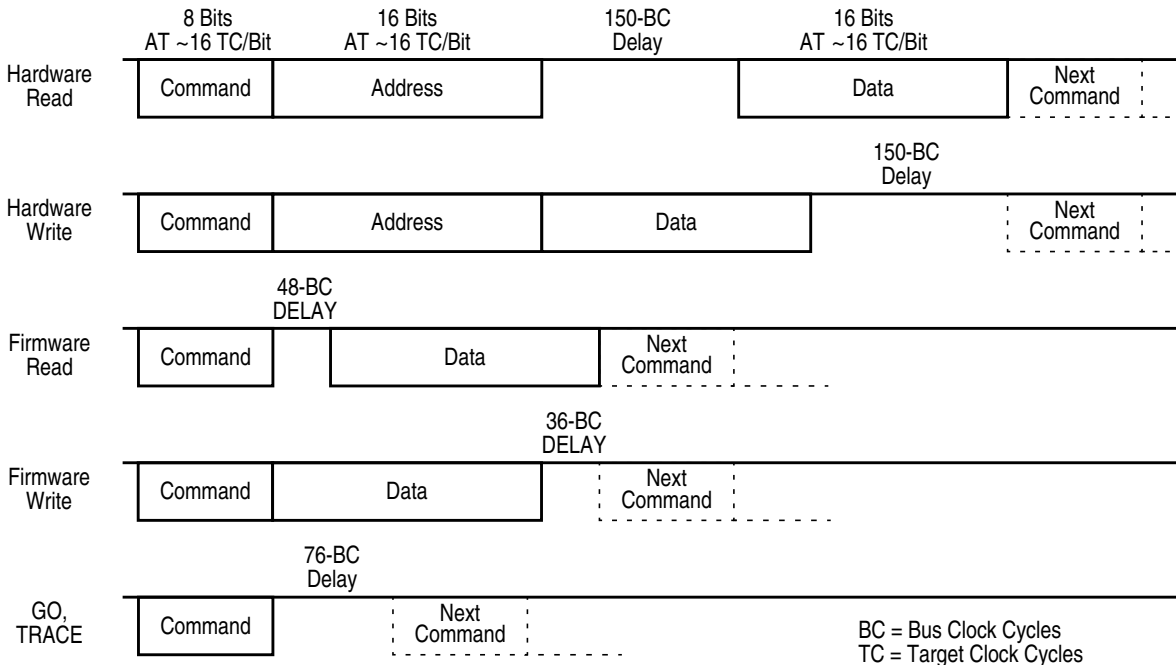 8 Bits
AT ~16 TC/Bit
16 Bits
AT ~16 TC/Bit
150-BC
Delay
16 Bits
AT ~16 TC/Bit
Hardware
Read
Command
Address
Data
Next
Command
150-BC
Delay
Hardware
Write
Command
Address
Data
Next
Command
48-BC
DELAY
Firmware
Read
Command
Data
Next
Command
36-BC
DELAY
Firmware
Write
Command
Data
Next
Command
76-BC
Delay
GO,
TRACE
Command
Next
Command
BC = Bus Clock Cycles
TC = Target Clock Cycles